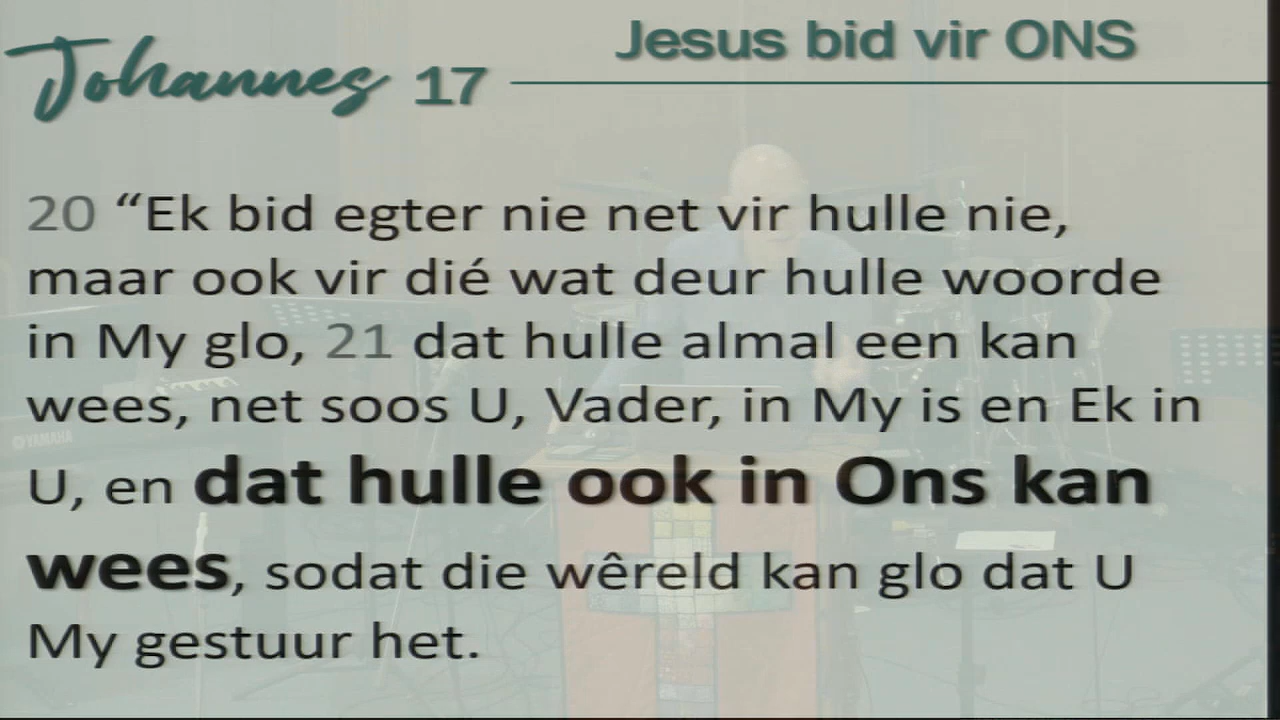 Jesus bid vir ONS
Johannes 17
20 “Ek bid egter nie net vir hulle nie,
maar ook vir dié wat deur hulle woorde
in My glo, 21 dat hulle almal een kan
wees, net soos U, Vader, in My is en Ek in
U, en dat hulle ook in Ons kan
wees, sodat die wêreld kan glo dat U
My gestuur het.
YAMAHA